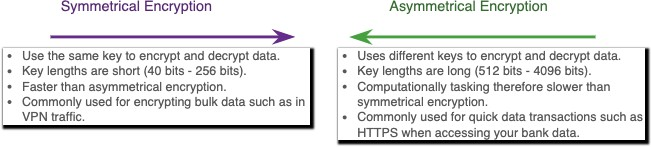 Symmetrical Encryption
• Use the same key to encrypt and decrypt data.
• Key lengths are short (40 bits - 256 bits).
• Faster than asymmetrical encryption.
• Commonly used for encrypting bulk data such as in
VPN traffic.
Asymmetrical Encryption
• Uses different keys to encrypt and decrypt data.
• Key lengths are long (512 bits - 4096 bits).
• Computationally tasking therefore slower than
symmetrical encryption.
• Commonly used for quick data transactions such as
HTTPS when accessing your bank data.